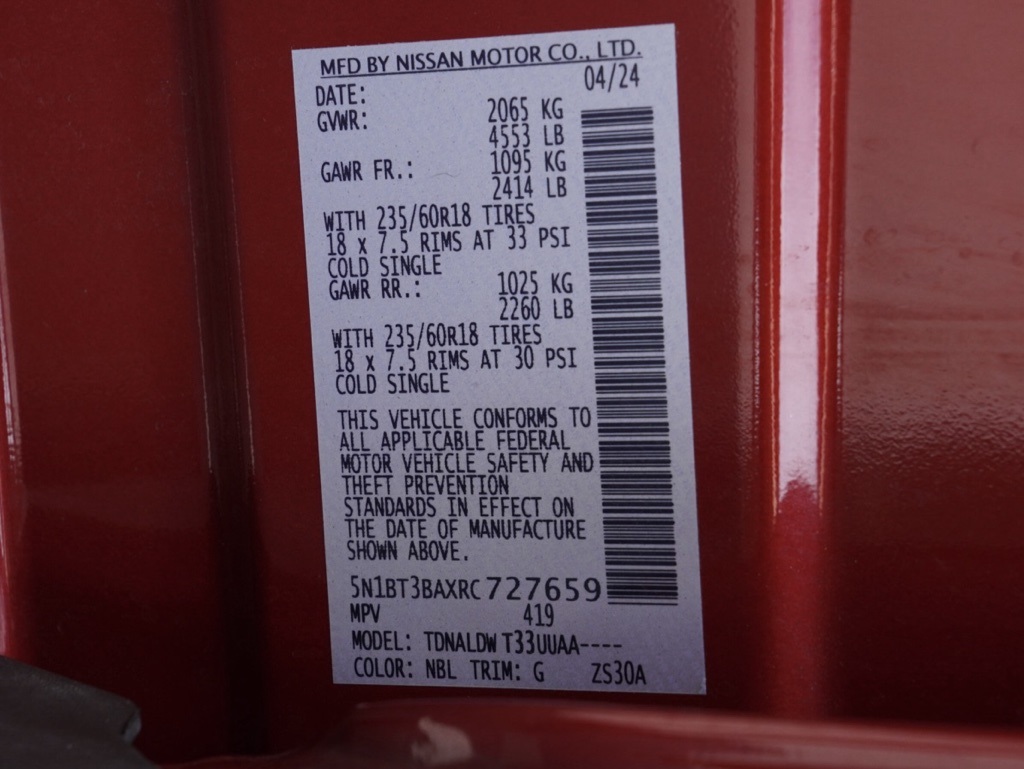 MFD BY NISSAN MOTOR CO., LTD.
DATE: 04/24
GVWR: 2065 KG
4553 LB
GAWR FR.: 1095 KG
2414 LB
WITH 235/60R18 TIRES
18 x 7.5 RIMS AT 33 PSI
COLD SINGLE
GAWR RR.: 1025 KG
2260 LB
WITH 235/60R18 TIRES
18 x 7.5 RIMS AT 30 PSI
COLD SINGLE
THIS VEHICLE CONFORMS TO
ALL APPLICABLE FEDERAL
MOTOR VEHICLE SAFETY AND
THEFT PREVENTION
STANDARDS IN EFFECT ON
THE DATE OF MANUFACTURE
SHOWN ABOVE.
5N1BT3BAXRC727659
MPV 419
MODEL: TDNALDW T33UUAA----
COLOR: NBL TRIM: G ZS30A